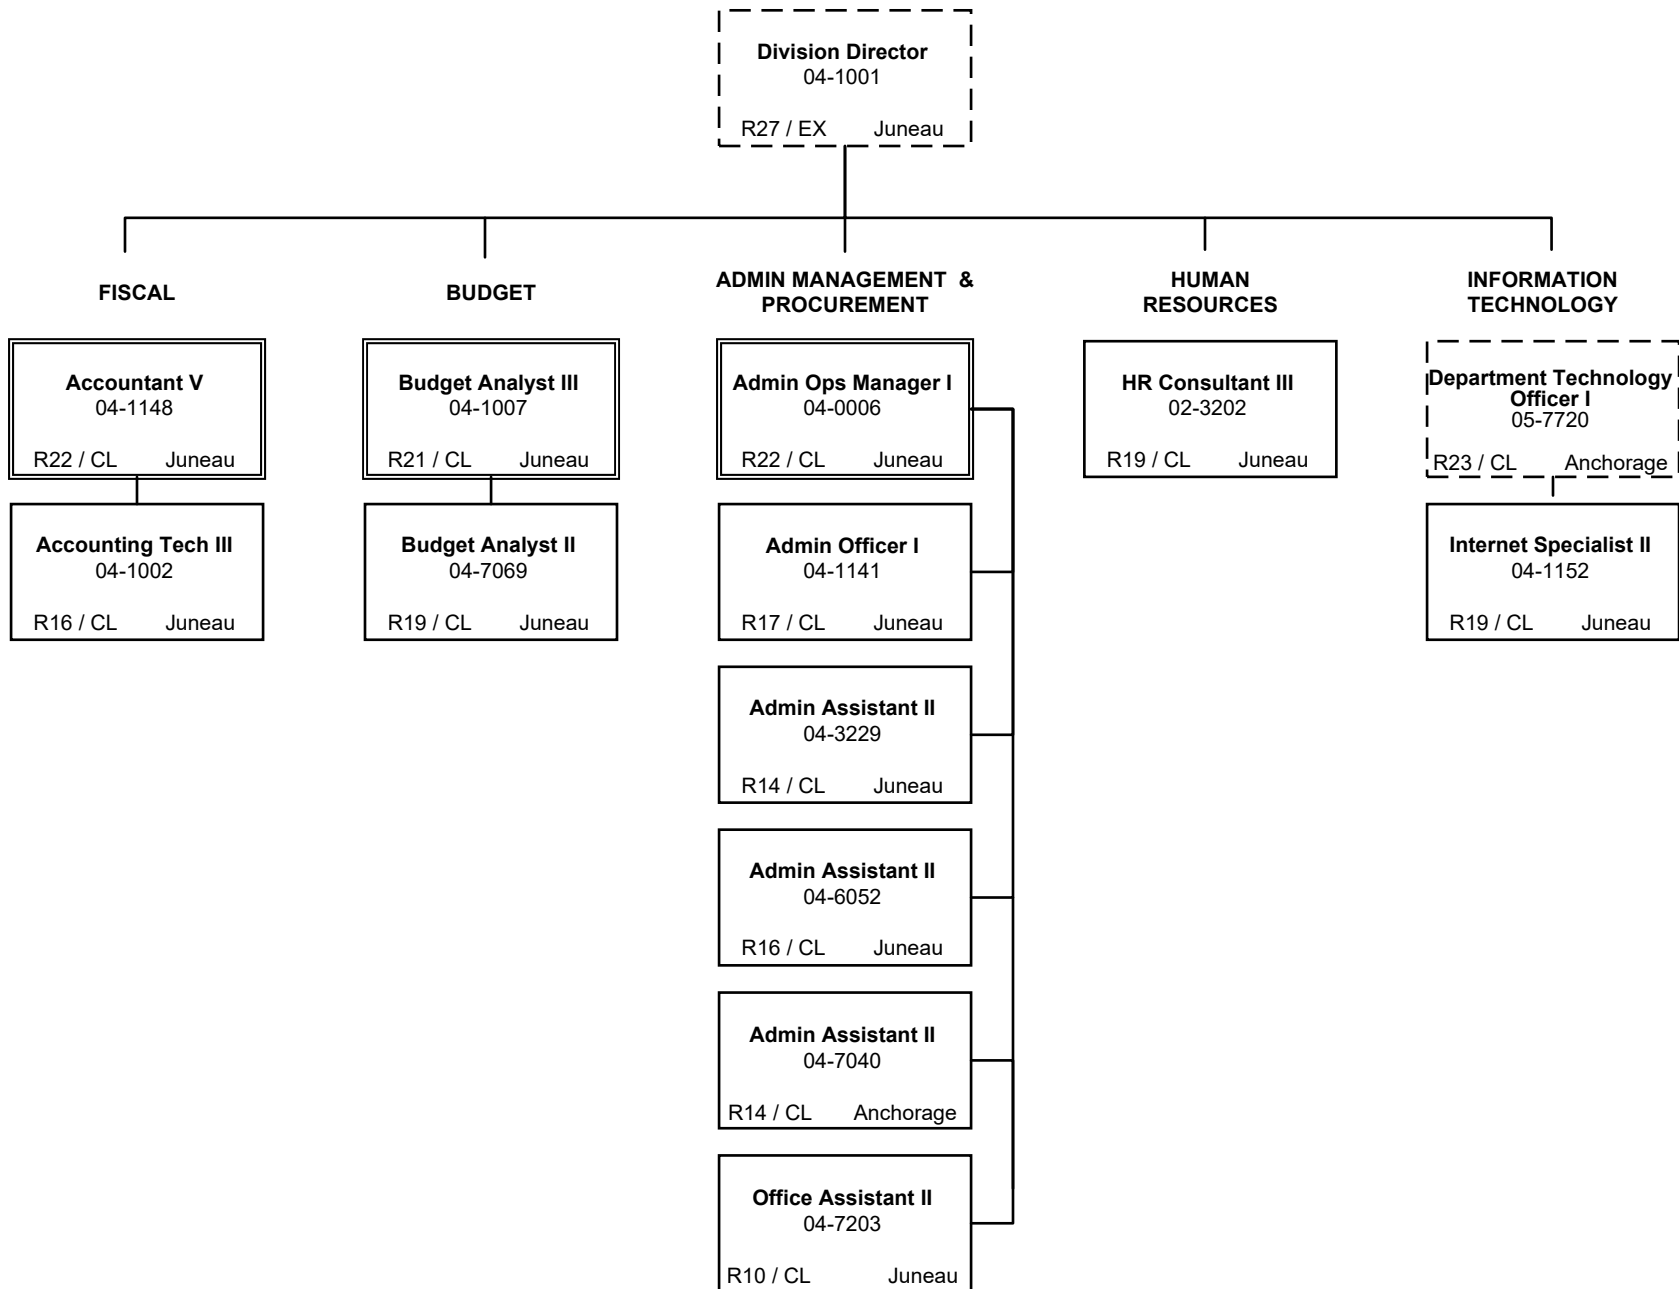 Division Director
04-1001
R27 / EX Juneau
FISCAL
BUDGET
ADMIN MANAGEMENT &
PROCUREMENT
HUMAN
RESOURCES
INFORMATION
TECHNOLOGY
Accountant V
04-1148
R22 / CL Juneau
Budget Analyst III
04-1007
R21 / CL Juneau
Admin Ops Manager I
04-0006
R22 / CL Juneau
HR Consultant III
02-3202
R19 / CL Juneau
Department Technology
Officer I
05-7720
R23 / CL Anchorage
Accounting Tech III
04-1002
R16 / CL Juneau
Budget Analyst II
04-7069
R19 / CL Juneau
Admin Officer I
04-1141
R17 / CL Juneau
Internet Specialist II
04-1152
R19 / CL Juneau
Admin Assistant II
04-3229
R14 / CL Juneau
Admin Assistant II
04-6052
R16 / CL Juneau
Admin Assistant II
04-7040
R14 / CL Anchorage
Office Assistant II
04-7203
R10 / CL Juneau